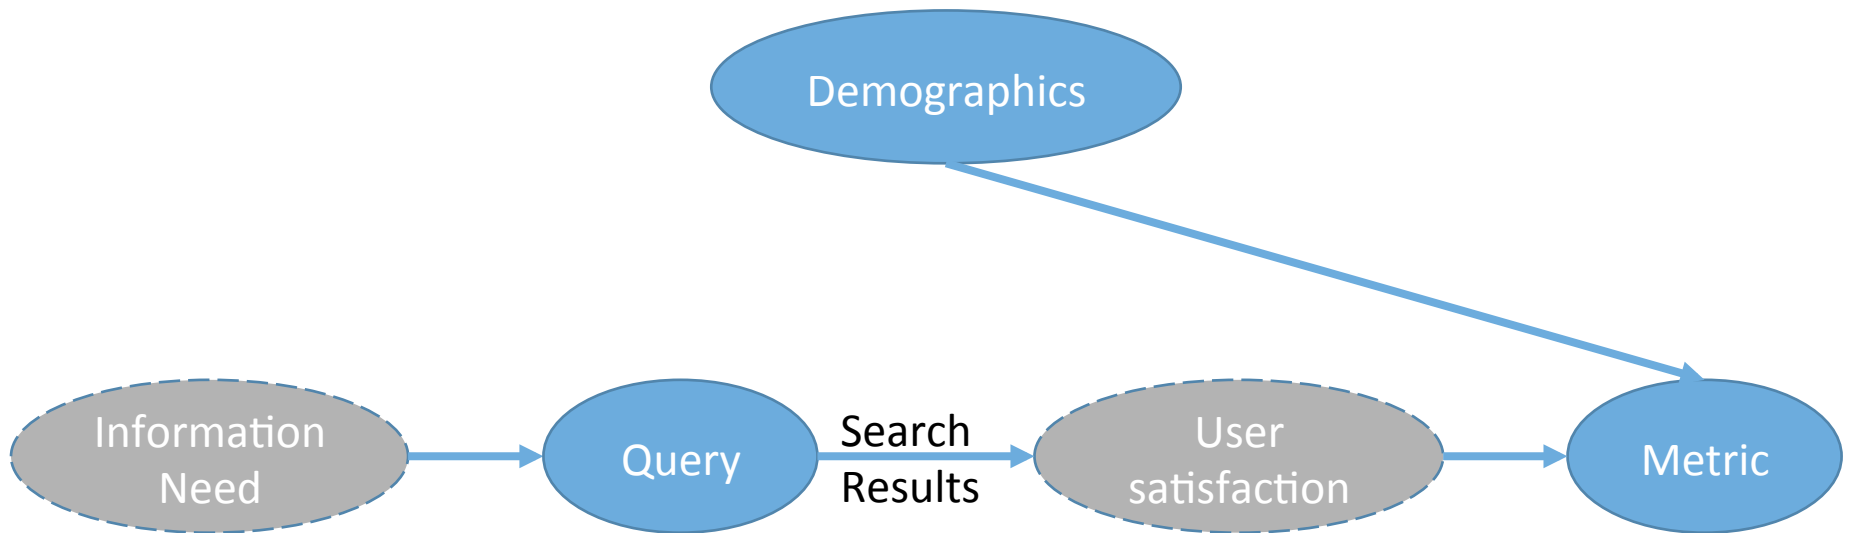 Demographics
Information
Need
Query
Search
Results
User
satisfaction
Metric